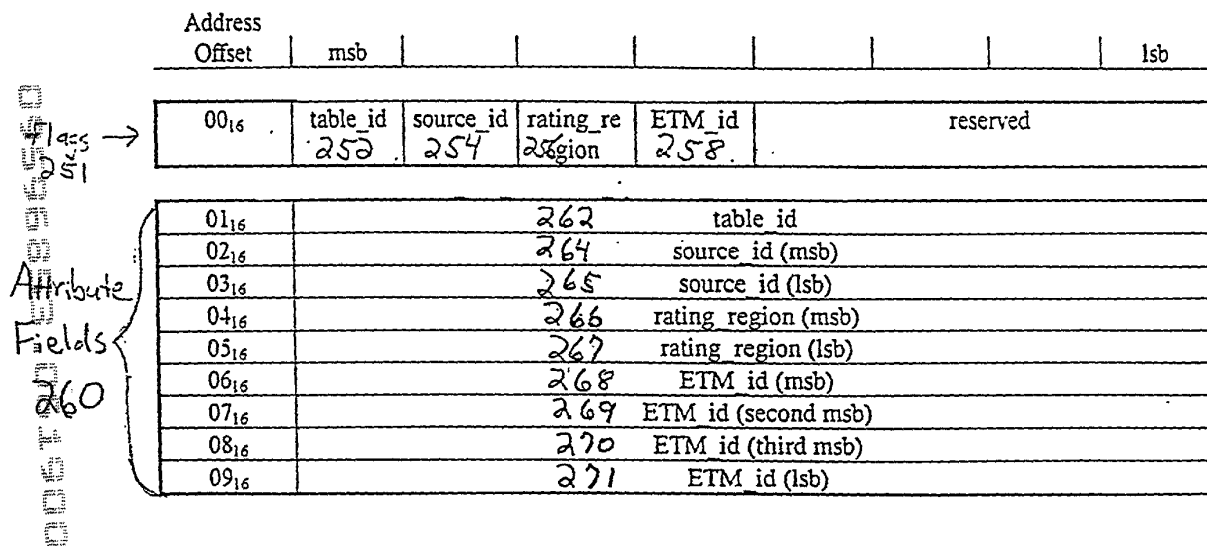 Address
Offset msb lsb
Flags → 00₁₆ table_id source_id rating_re ETM_id reserved
251 252 254 256 gion 258
01₁₆ 262 table_id
02₁₆ 264 source_id (msb)
03₁₆ 265 source_id (lsb)
Attribute 04₁₆ 266 rating_region (msb)
Fields 05₁₆ 267 rating_region (lsb)
260 06₁₆ 268 ETM_id (msb)
07₁₆ 269 ETM_id (second msb)
08₁₆ 270 ETM_id (third msb)
09₁₆ 271 ETM_id (lsb)